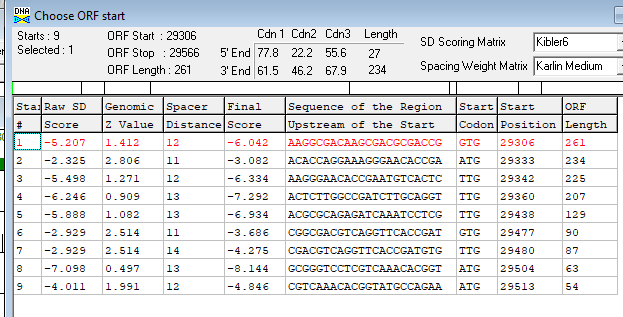 DNA Choose ORF start
Starts : 9 ORF Start : 29306 Cdn1 Cdn2 Cdn3 Length SD Scoring Matrix Kibler6
Selected : 1 ORF Stop : 29566 5' End 77.8 22.2 55.6 27
ORF Length : 261 3' End 61.5 46.2 67.9 234 Spacing Weight Matrix Karlin Medium
Star Raw SD Genomic Spacer Final Sequence of the Region Start Start ORF
# Score Z Value Distance Score Upstream of the Start Codon Position Length
1 -5.207 1.412 12 -6.042 AAGGCGACAAGCGACGCGACCG GTG 29306 261
2 -2.325 2.806 11 -3.082 ACACCAGGAAAGGGAACACCGA ATG 29333 234
3 -5.498 1.271 12 -6.334 AAGGGAACACCGAATGTCACTC TTG 29342 225
4 -6.246 0.909 13 -7.292 ACTCTTGGCCGATCTTGCAGAT TTG 29360 207
5 -5.888 1.082 13 -6.934 ACGCGCAGAGATCAAATCCTCG TTG 29438 129
6 -2.929 2.514 11 -3.686 CGGCGACGTCAGGTTCACCGAT GTG 29477 90
7 -2.929 2.514 14 -4.275 CGACGTCAGGTTCACCGATGTG TTG 29480 87
8 -7.098 0.497 13 -8.144 GCGGGTCCTCGTCAAACACGGT ATG 29504 63
9 -4.011 1.991 12 -4.846 CGTCAAACACGGTATGCCAGAA ATG 29513 54